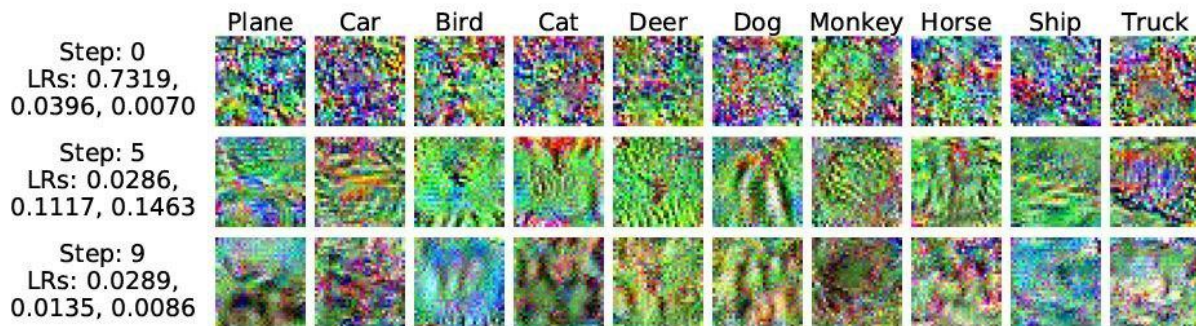 Plane Car Bird Cat Deer Dog Monkey Horse Ship Truck
Step: 0
LRs: 0.7319,
0.0396, 0.0070
Step: 5
LRs: 0.0286,
0.1117, 0.1463
Step: 9
LRs: 0.0289,
0.0135, 0.0086